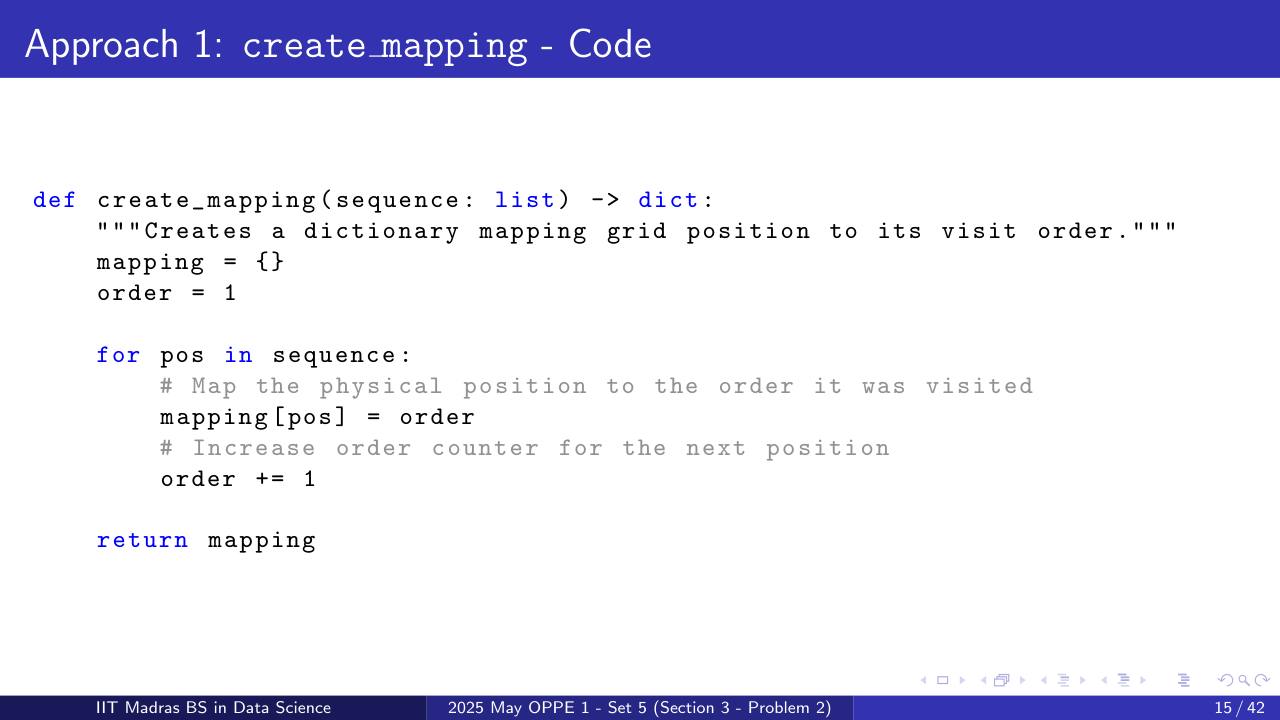 Approach 1: create_mapping - Code
def create_mapping(sequence: list) -> dict:
    """Creates a dictionary mapping grid position to its visit order."""
    mapping = {}
    order = 1
    for pos in sequence:
        # Map the physical position to the order it was visited
        mapping[pos] = order
        # Increase order counter for the next position
        order += 1
    return mapping
IIT Madras BS in Data Science
2025 May OPPE 1 - Set 5 (Section 3 - Problem 2)
15 / 42